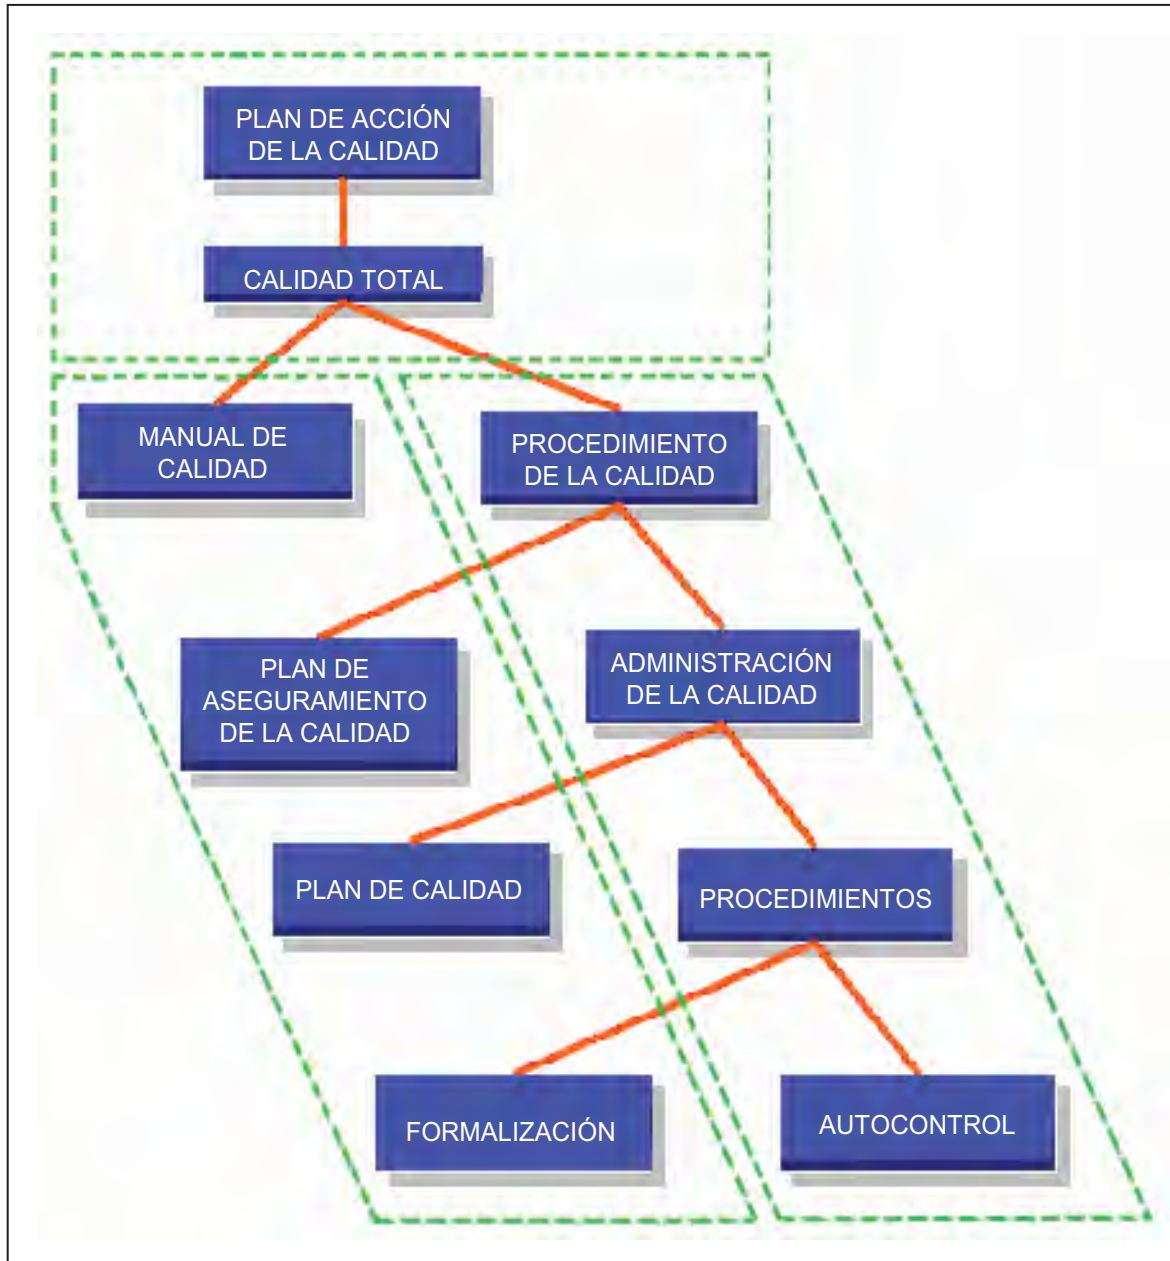 PLAN DE ACCIÓN
DE LA CALIDAD
CALIDAD TOTAL
MANUAL DE
CALIDAD
PROCEDIMIENTO
DE LA CALIDAD
PLAN DE
ASEGURAMIENTO
DE LA CALIDAD
ADMINISTRACIÓN
DE LA CALIDAD
PLAN DE CALIDAD
PROCEDIMIENTOS
FORMALIZACIÓN
AUTOCONTROL